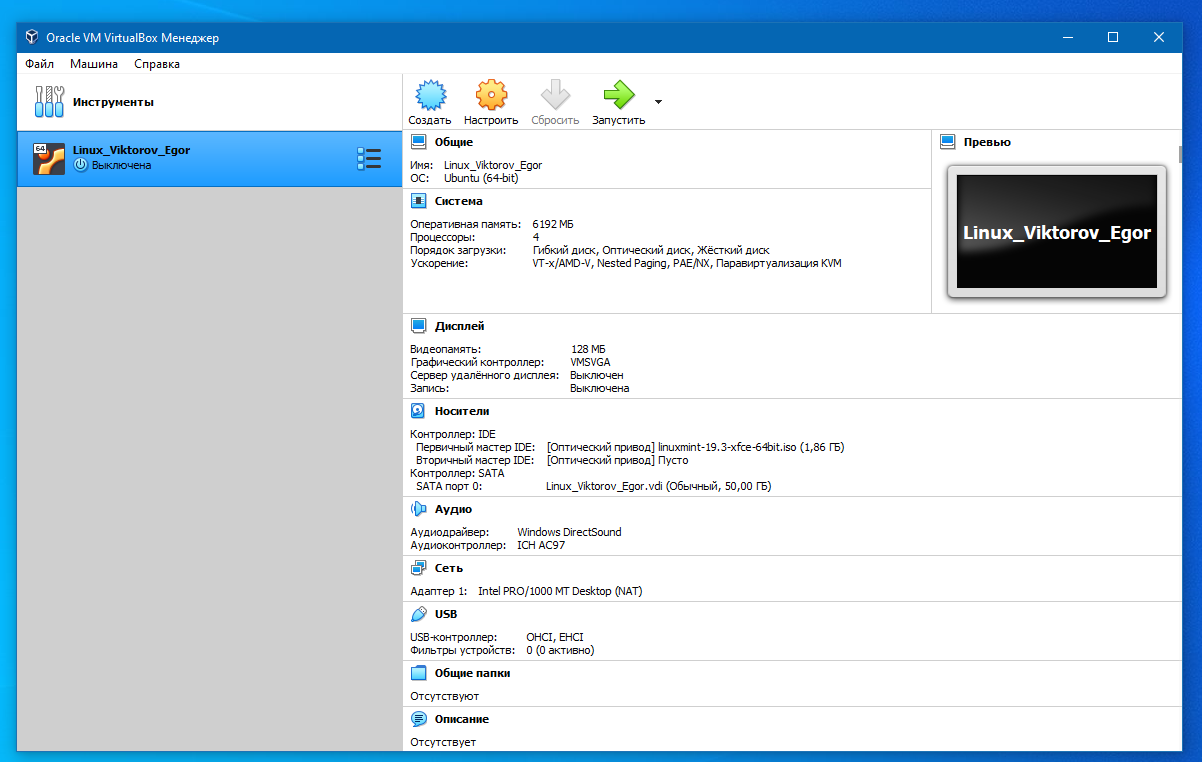 Oracle VM VirtualBox Менеджер
Файл Машина Справка
Инструменты
Создать Настроить Сбросить Запустить
64
Linux_Viktorov_Egor
Выключена
Общие
Имя: Linux_Viktorov_Egor
ОС: Ubuntu (64-bit)
Превью
Linux_Viktorov_Egor
Система
Оперативная память: 6192 МБ
Процессоры: 4
Порядок загрузки: Гибкий диск, Оптический диск, Жёсткий диск
Ускорение: VT-x/AMD-V, Nested Paging, PAE/NX, Паравиртуализация KVM
Дисплей
Видеопамять: 128 МБ
Графический контроллер: VMSVGA
Сервер удалённого дисплея: Выключен
Запись: Выключена
Носители
Контроллер: IDE
Первичный мастер IDE: [Оптический привод] linuxmint-19.3-xfce-64bit.iso (1,86 ГБ)
Вторичный мастер IDE: [Оптический привод] Пусто
Контроллер: SATA
SATA порт 0: Linux_Viktorov_Egor.vdi (Обычный, 50,00 ГБ)
Аудио
Аудиодрайвер: Windows DirectSound
Аудиоконтроллер: ICH AC97
Сеть
Адаптер 1: Intel PRO/1000 MT Desktop (NAT)
USB
USB-контроллер: OHCI, EHCI
Фильтры устройств: 0 (0 активно)
Общие папки
Отсутствуют
Описание
Отсутствует